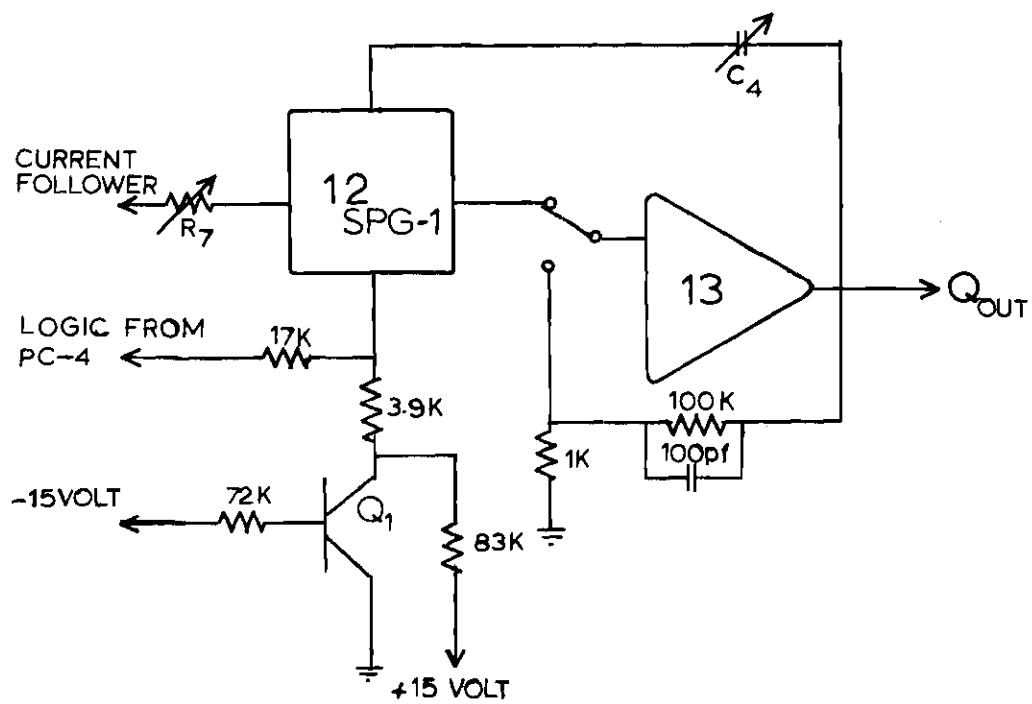 C4
CURRENT
FOLLOWER
R7
12
SPG-1
13
QOUT
LOGIC FROM
PC-4
17K
3.9K
100K
100pf
1K
-15VOLT
72K
Q1
83K
+15 VOLT